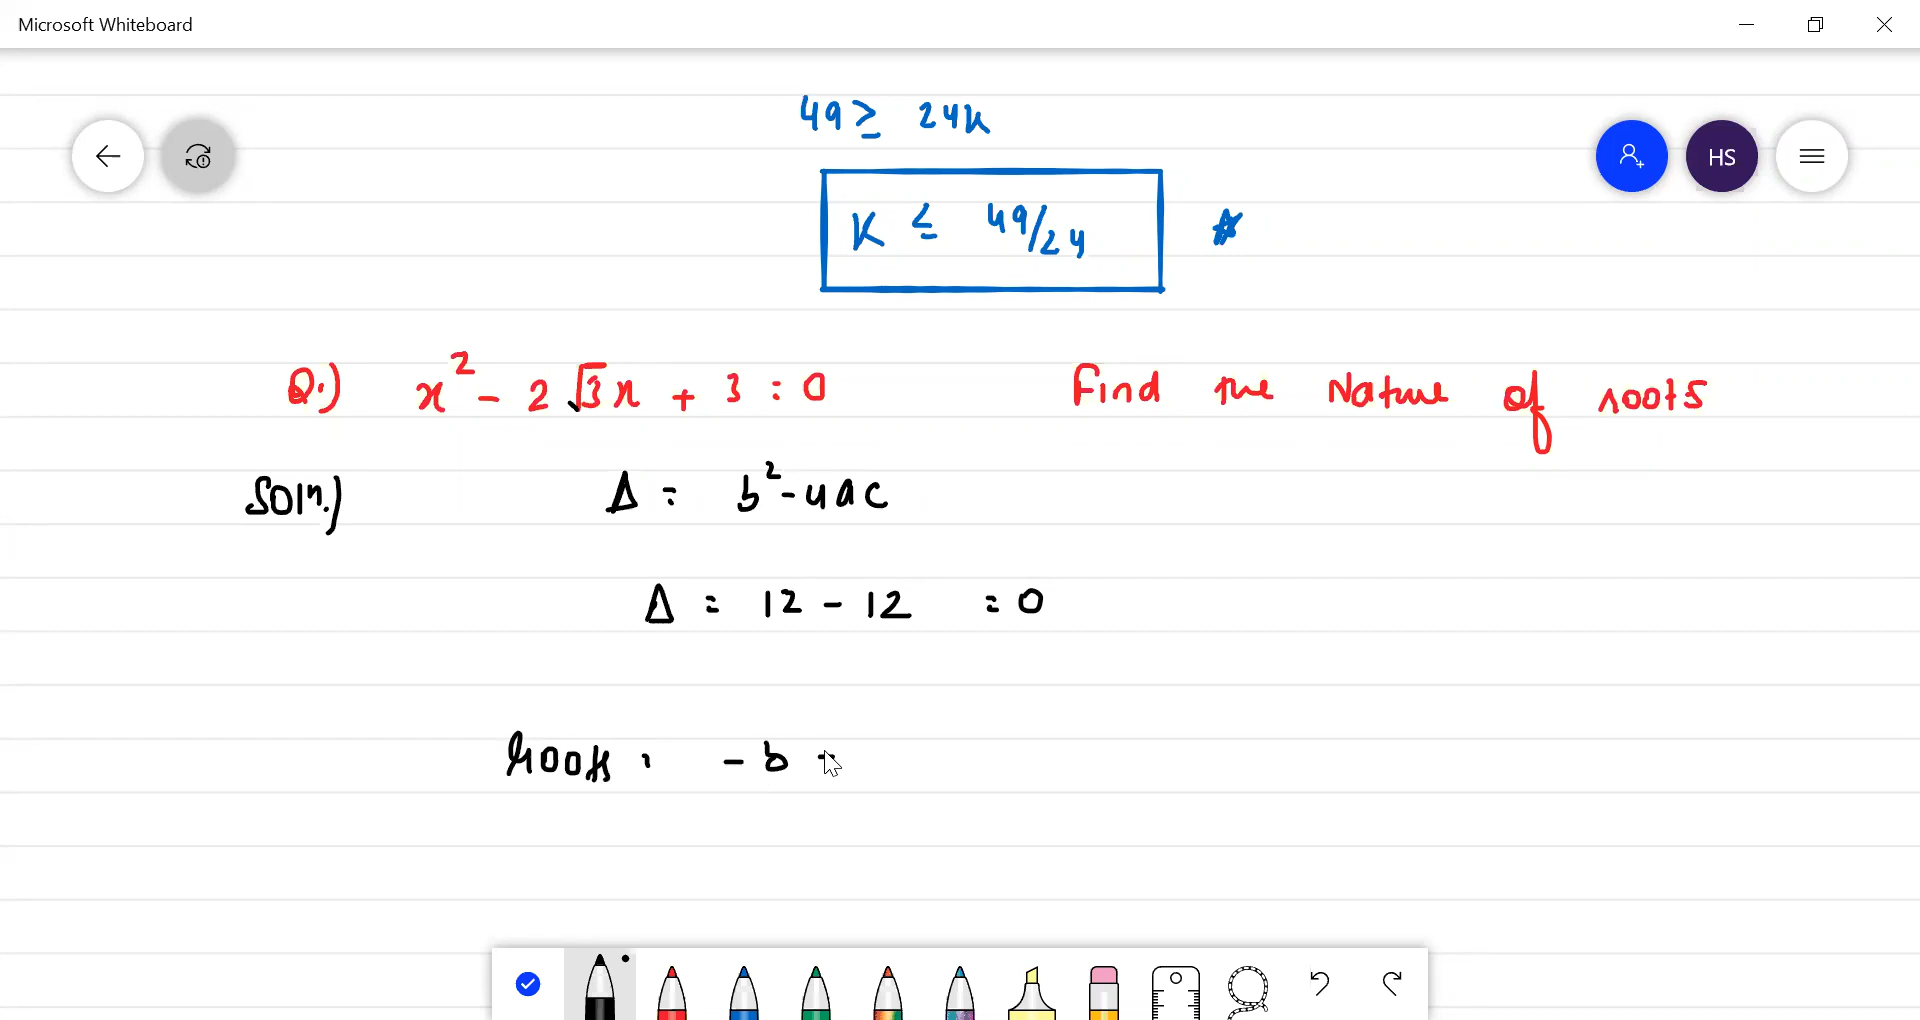 Microsoft Whiteboard
49 ≥ 24K
K ≤ 49/24
HS
Q.) x² - 2√3x + 3 = 0 Find the Nature of roots
Soln.) Δ = b² - 4ac
Δ = 12 - 12 = 0
Roots : - b